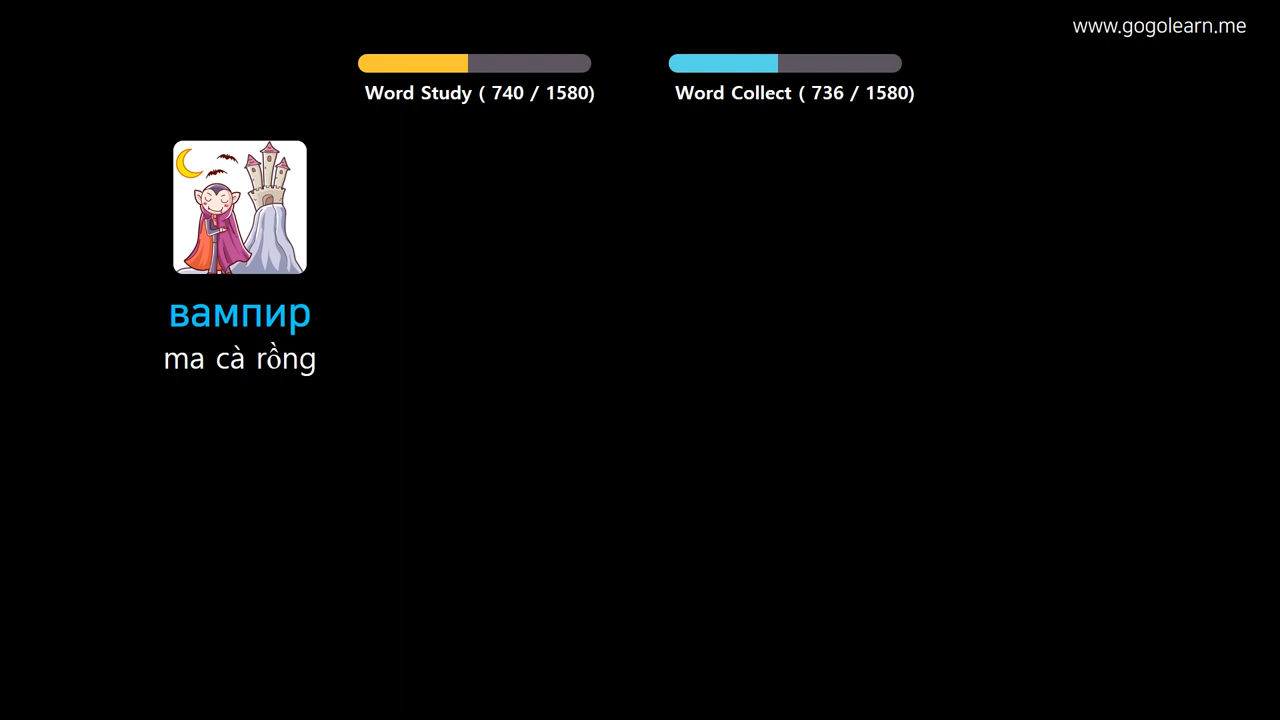 www.gogolearn.me
Word Study ( 740 / 1580)
Word Collect ( 736 / 1580)
вампир
ma cà rồng